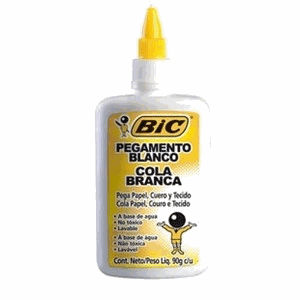 BIC
PEGAMENTO
BLANCO
COLA
BRANCA
Pega Papel, Cuero y Tecido
Cola Papel, Couro e Tecido
• A base de agua
• No tóxico
• Lavable
• A base de água
• Não tóxica
• Lavável
Cont. Neto/Peso Liq. 90g c/u